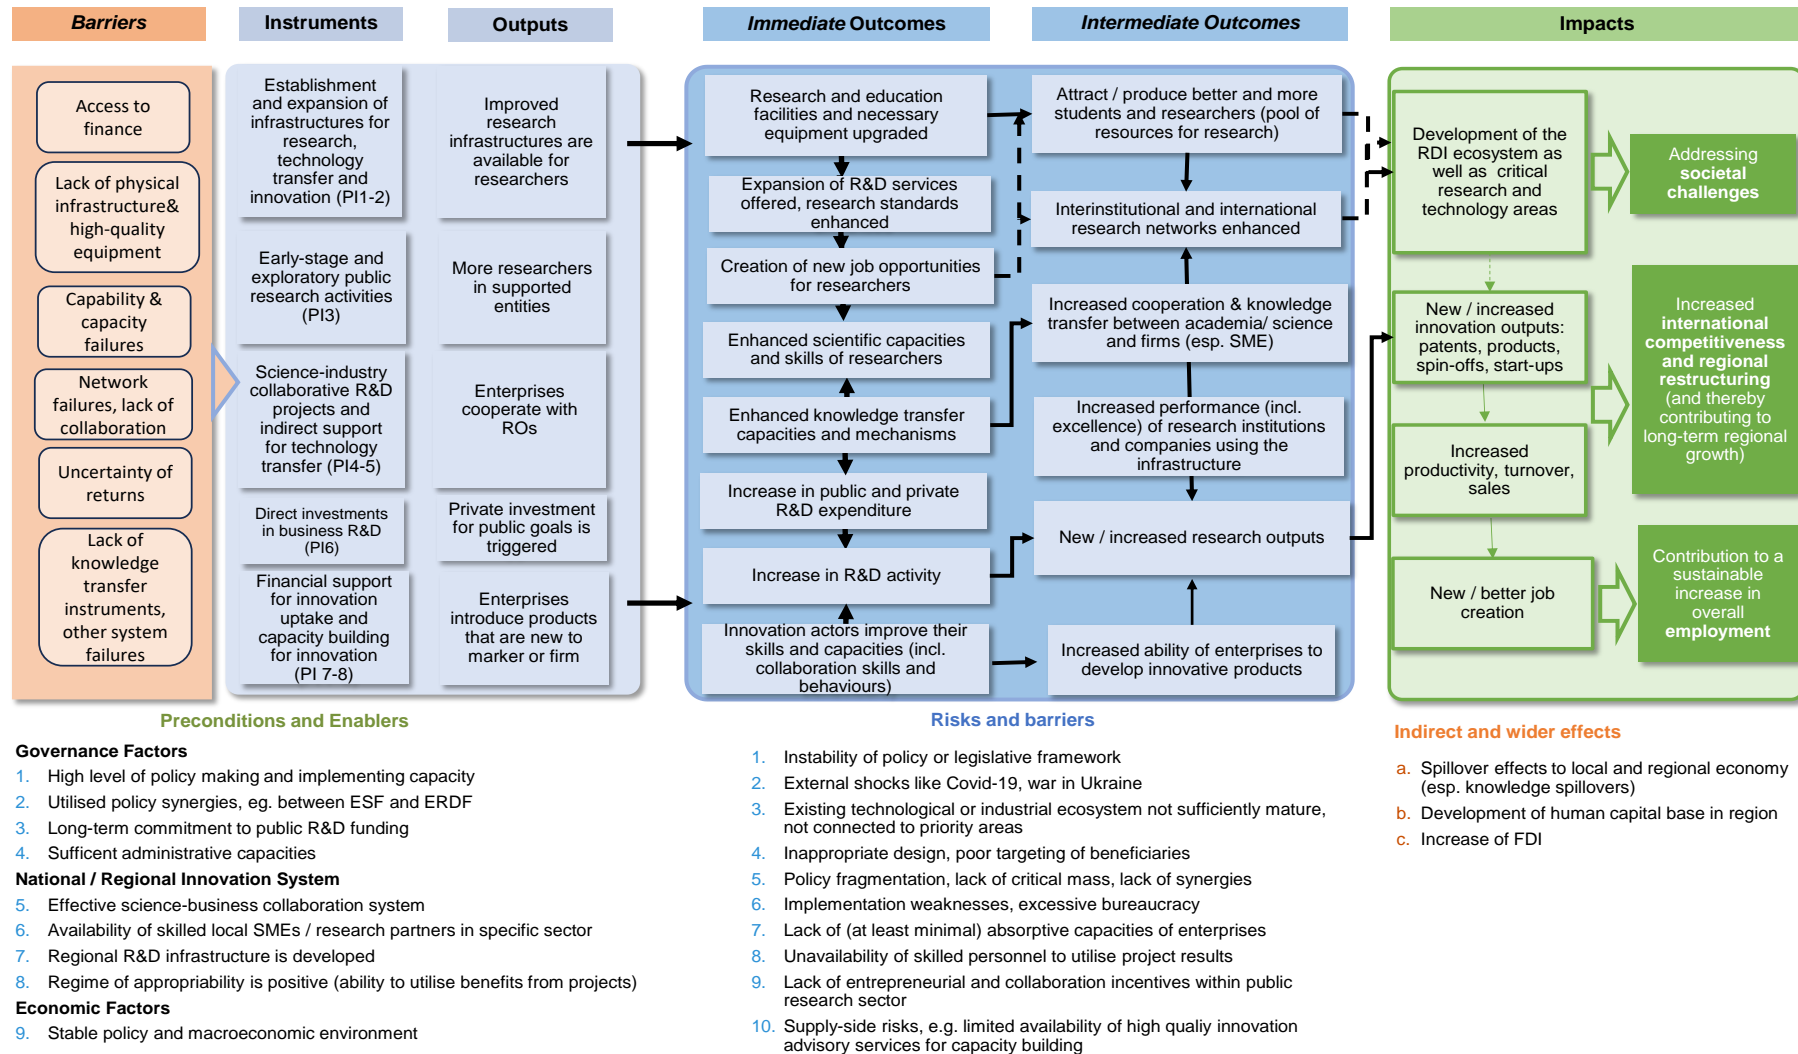 Barriers
Instruments
Outputs
Immediate Outcomes
Intermediate Outcomes
Impacts
Access to
finance
Lack of physical
infrastructure&
high-quality
equipment
Capability &
capacity
failures
Network
failures, lack of
collaboration
Uncertainty of
returns
Lack of
knowledge
transfer
instruments,
other system
failures
Establishment
and expansion of
infrastructures for
research,
technology
transfer and
innovation (PI1-2)
Early-stage and
exploratory public
research activities
(PI3)
Science-industry
collaborative R&D
projects and
indirect support
for technology
transfer (PI4-5)
Direct investments
in business R&D
(PI6)
Financial support
for innovation
uptake and
capacity building
for innovation
(PI 7-8)
Improved
research
infrastructures are
available for
researchers
More researchers
in supported
entities
Enterprises
cooperate with
ROs
Private investment
for public goals is
triggered
Enterprises
introduce products
that are new to
marker or firm
Research and education
facilities and necessary
equipment upgraded
Expansion of R&D services
offered, research standards
enhanced
Creation of new job opportunities
for researchers
Enhanced scientific capacities
and skills of researchers
Enhanced knowledge transfer
capacities and mechanisms
Increase in public and private
R&D expenditure
Increase in R&D activity
Innovation actors improve their
skills and capacities (incl.
collaboration skills and
behaviours)
Attract / produce better and more
students and researchers (pool of
resources for research)
Interinstitutional and international
research networks enhanced
Increased cooperation & knowledge
transfer between academia/ science
and firms (esp. SME)
Increased performance (incl.
excellence) of research institutions
and companies using the
infrastructure
New / increased research outputs
Increased ability of enterprises to
develop innovative products
Development of the
RDI ecosystem as
well as critical
research and
technology areas
New / increased
innovation outputs:
patents, products,
spin-offs, start-ups
Increased
productivity, turnover,
sales
New / better job
creation
Addressing
societal
challenges
Increased
international
competitiveness
and regional
restructuring
(and thereby
contributing to
long-term regional
growth)
Contribution to a
sustainable
increase in
overall
employment
Preconditions and Enablers
Governance Factors
1. High level of policy making and implementing capacity
2. Utilised policy synergies, eg. between ESF and ERDF
3. Long-term commitment to public R&D funding
4. Sufficent administrative capacities
National / Regional Innovation System
5. Effective science-business collaboration system
6. Availability of skilled local SMEs / research partners in specific sector
7. Regional R&D infrastructure is developed
8. Regime of appropriability is positive (ability to utilise benefits from projects)
Economic Factors
9. Stable policy and macroeconomic environment
Risks and barriers
1. Instability of policy or legislative framework
2. External shocks like Covid-19, war in Ukraine
3. Existing technological or industrial ecosystem not sufficiently mature,
not connected to priority areas
4. Inappropriate design, poor targeting of beneficiaries
5. Policy fragmentation, lack of critical mass, lack of synergies
6. Implementation weaknesses, excessive bureaucracy
7. Lack of (at least minimal) absorptive capacities of enterprises
8. Unavailability of skilled personnel to utilise project results
9. Lack of entrepreneurial and collaboration incentives within public
research sector
10. Supply-side risks, e.g. limited availability of high qualiy innovation
advisory services for capacity building
Indirect and wider effects
a. Spillover effects to local and regional economy
(esp. knowledge spillovers)
b. Development of human capital base in region
c. Increase of FDI